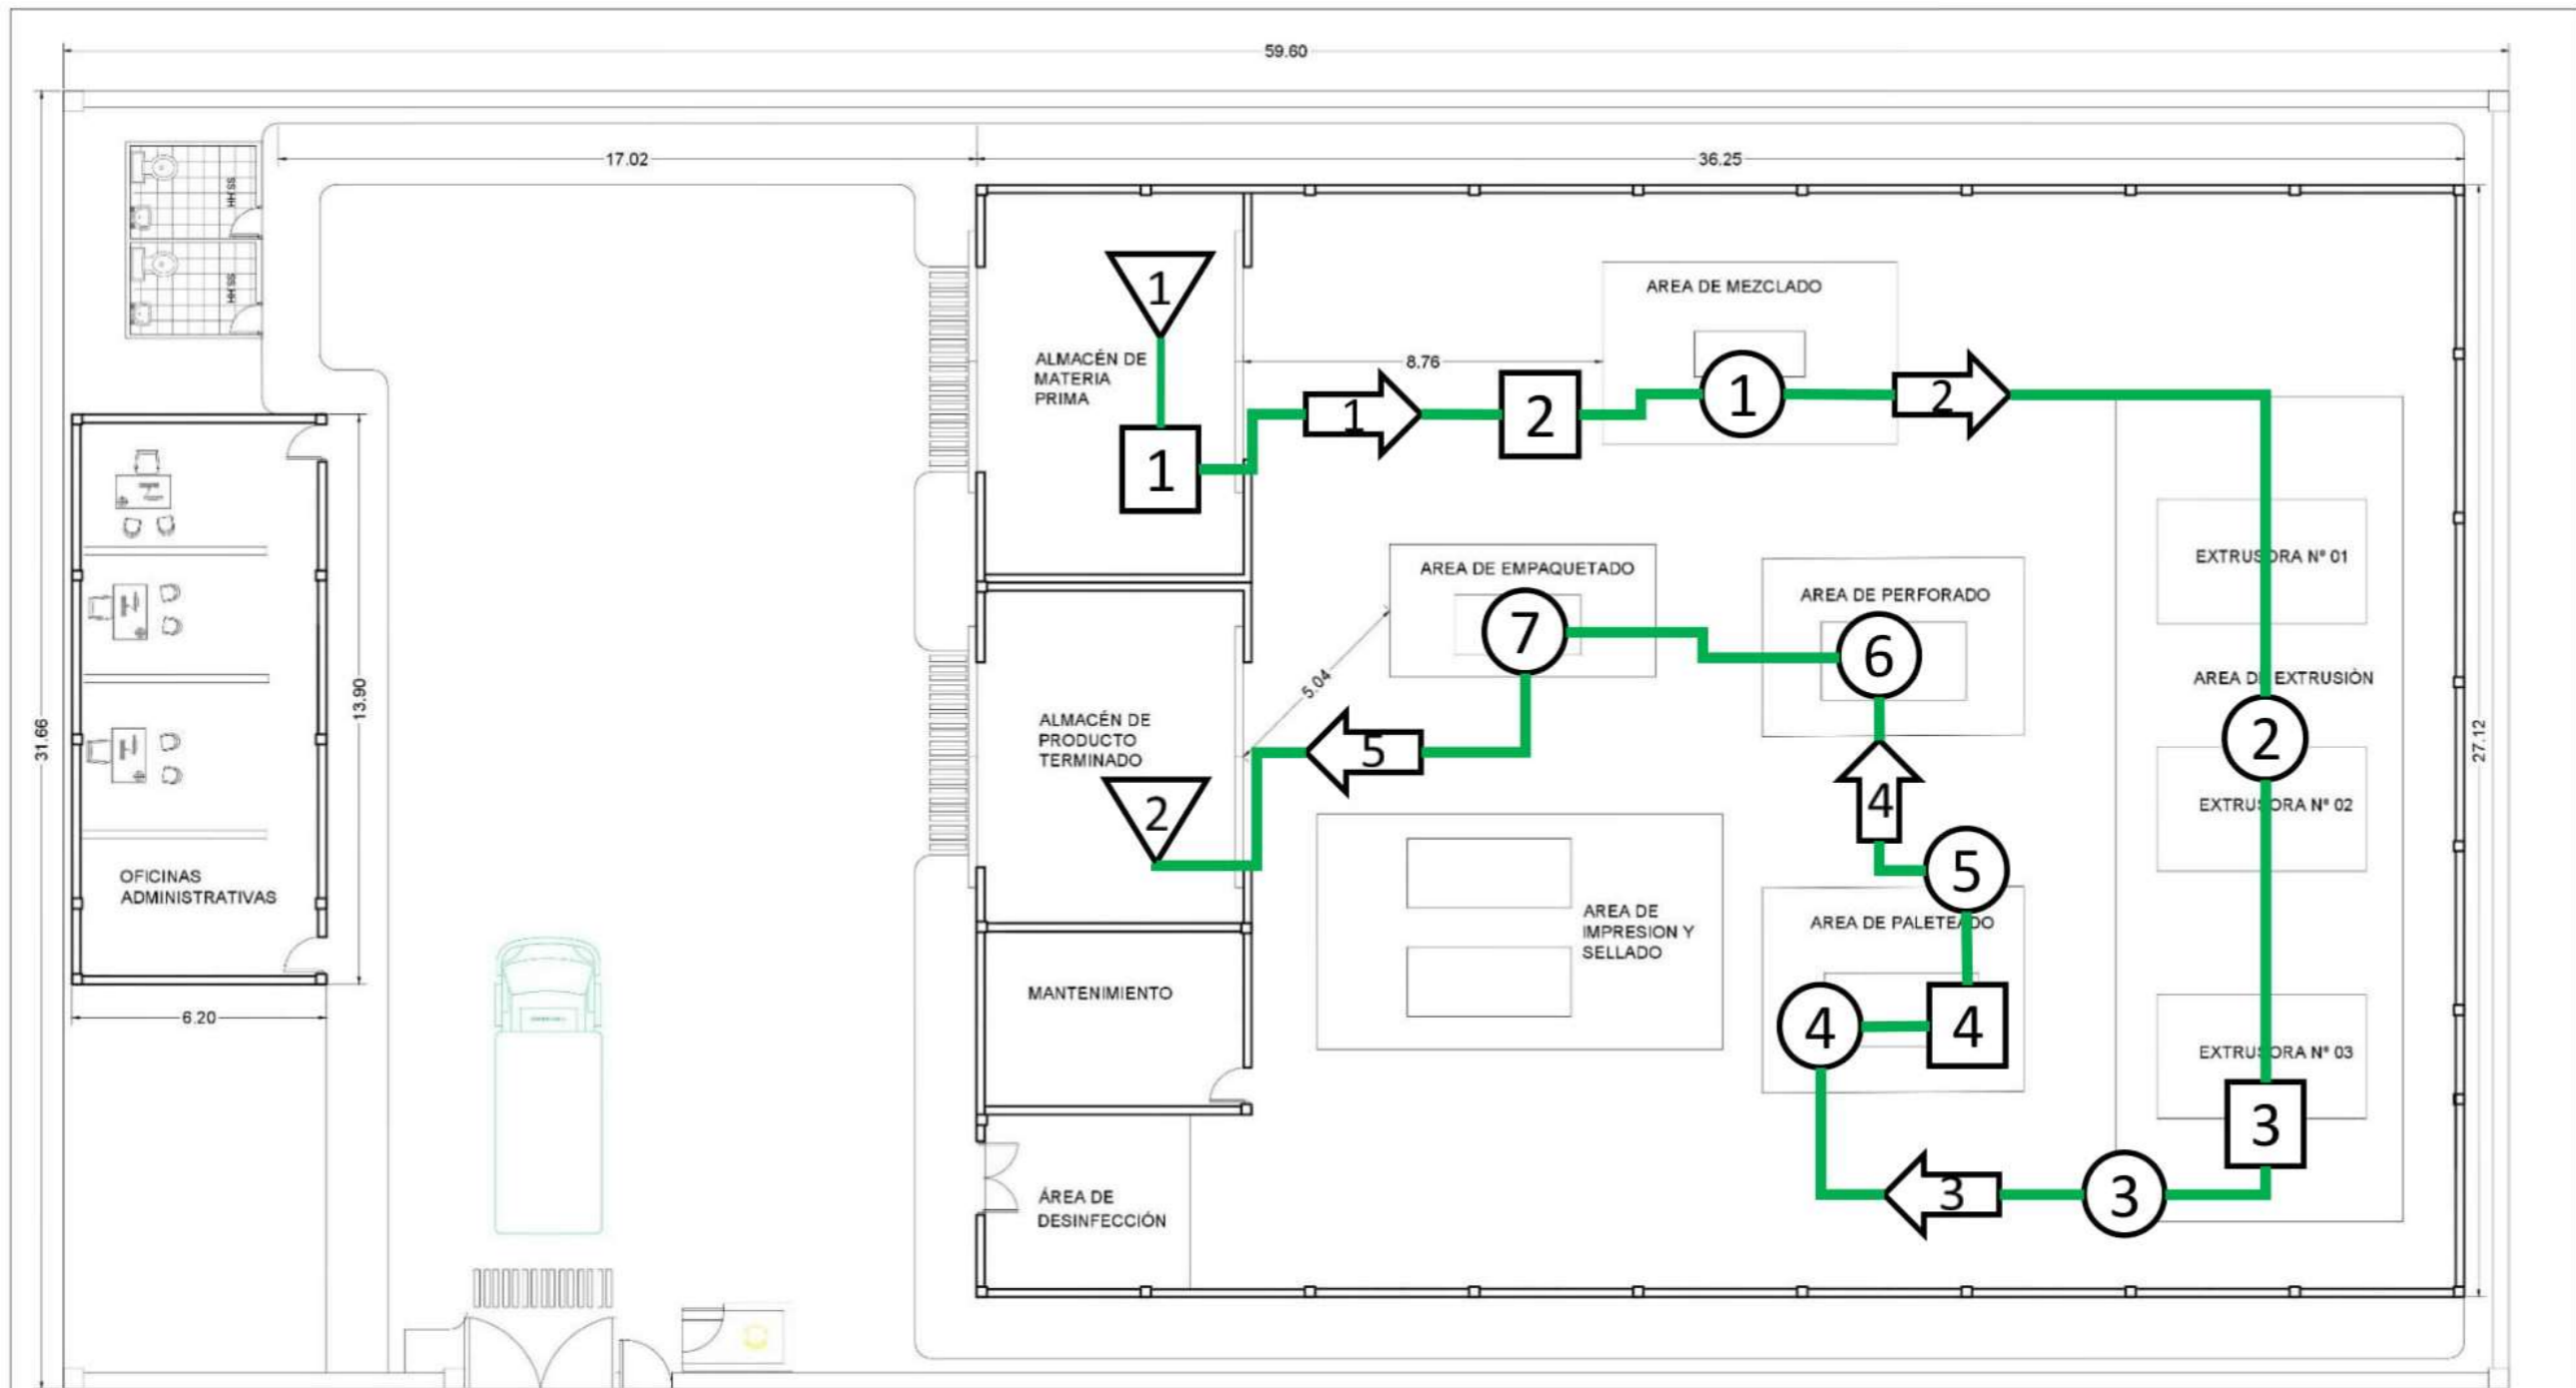 59.60
17.02
36.25
HH SS
HH SS
1
AREA DE MEZCLADO
ALMACÉN DE
MATERIA
PRIMA
8.76
1
2
1
2
1
EXTRUSORA Nº 01
AREA DE EMPAQUETADO
AREA DE PERFORADO
7
6
AREA DE EXTRUSIÓN
5.04
13.90
31.66
27.12
ALMACÉN DE
PRODUCTO
TERMINADO
5
2
2
4
EXTRUSORA Nº 02
5
OFICINAS
ADMINISTRATIVAS
AREA DE
IMPRESION Y
SELLADO
AREA DE PALETEADO
MANTENIMIENTO
6.20
4
4
EXTRUSORA Nº 03
3
ÁREA DE
DESINFECCIÓN
3
3